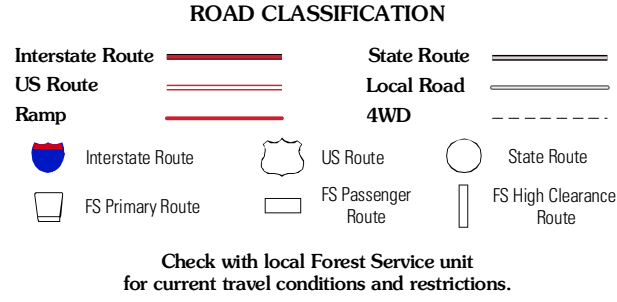 ROAD CLASSIFICATION
Interstate Route
State Route
US Route
Local Road
Ramp
4WD
Interstate Route
US Route
State Route
FS Primary Route
FS Passenger
Route
FS High Clearance
Route
Check with local Forest Service unit
for current travel conditions and restrictions.